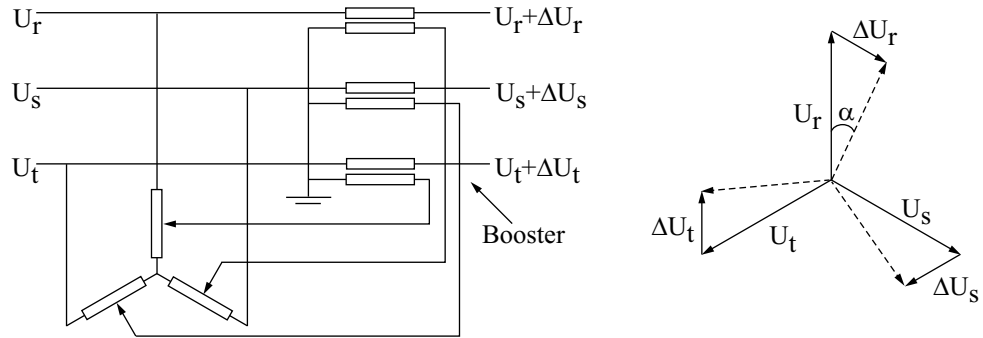 U_r U_r+ΔU_r
U_s U_s+ΔU_s
U_t U_t+ΔU_t
Booster
ΔU_r
U_r α
U_s
ΔU_t U_t
ΔU_s